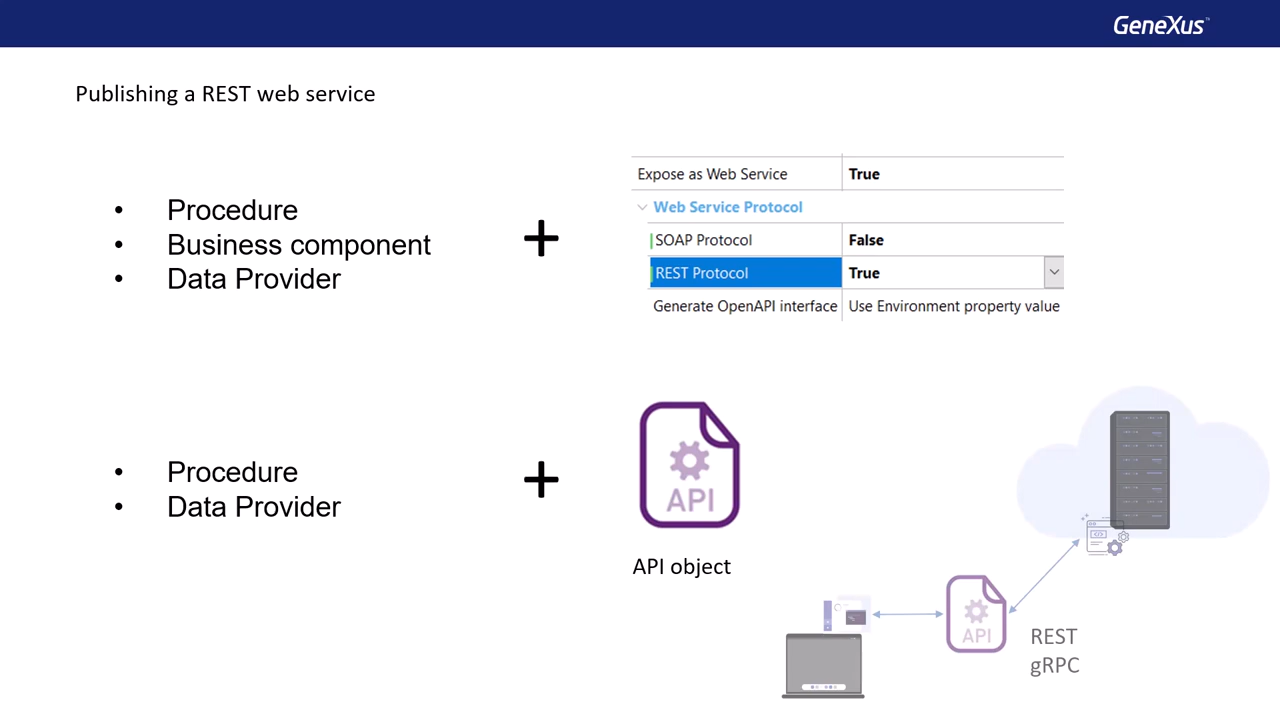 GeneXus™
Publishing a REST web service
• Procedure
• Business component
• Data Provider
+
Expose as Web Service True
Web Service Protocol
SOAP Protocol False
REST Protocol True
Generate OpenAPI interface Use Environment property value
• Procedure
• Data Provider
+
API
API object
API
REST
gRPC